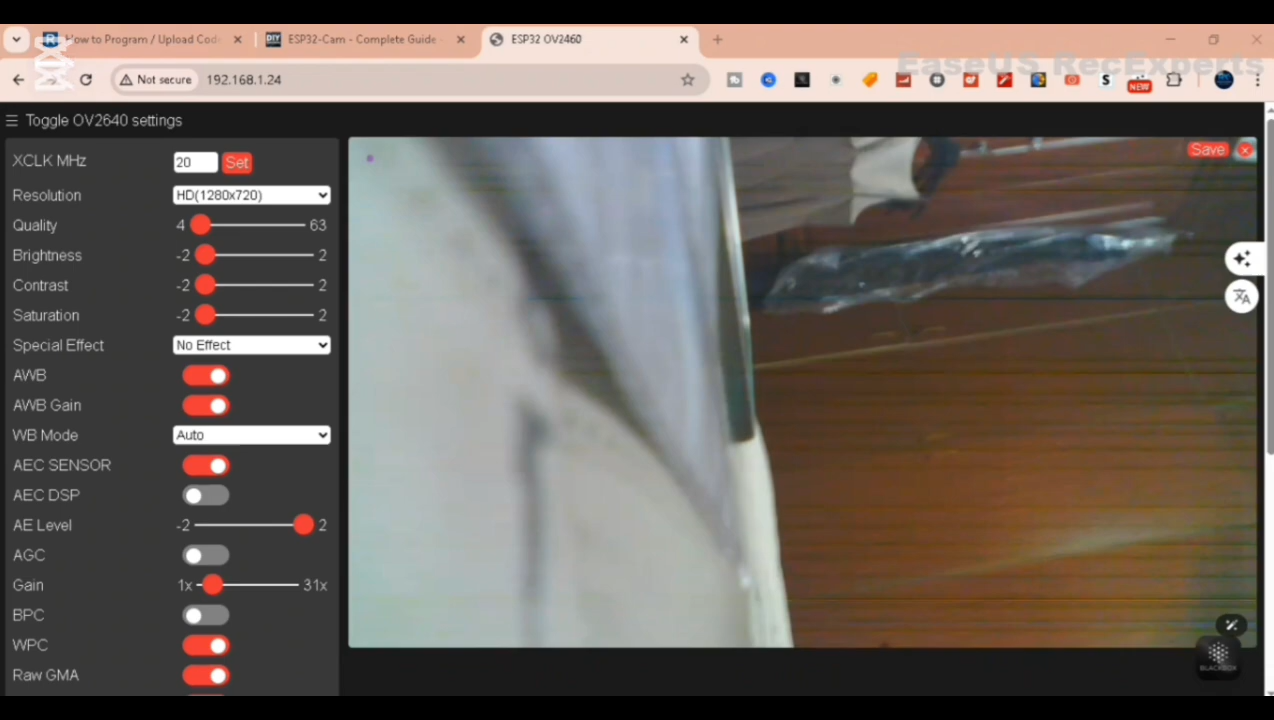 How to Program / Upload Cod
ESP32-Cam - Complete Guide -
ESP32 OV2460
Not secure 192.168.1.24
EaseUS RecExperts
NEW
Toggle OV2640 settings
XCLK MHz 20 Set
Resolution HD(1280x720)
Quality 4 63
Brightness -2 2
Contrast -2 2
Saturation -2 2
Special Effect No Effect
AWB
AWB Gain
WB Mode Auto
AEC SENSOR
AEC DSP
AE Level -2 2
AGC
Gain 1x 31x
BPC
WPC
Raw GMA
Save
BLACKBOX